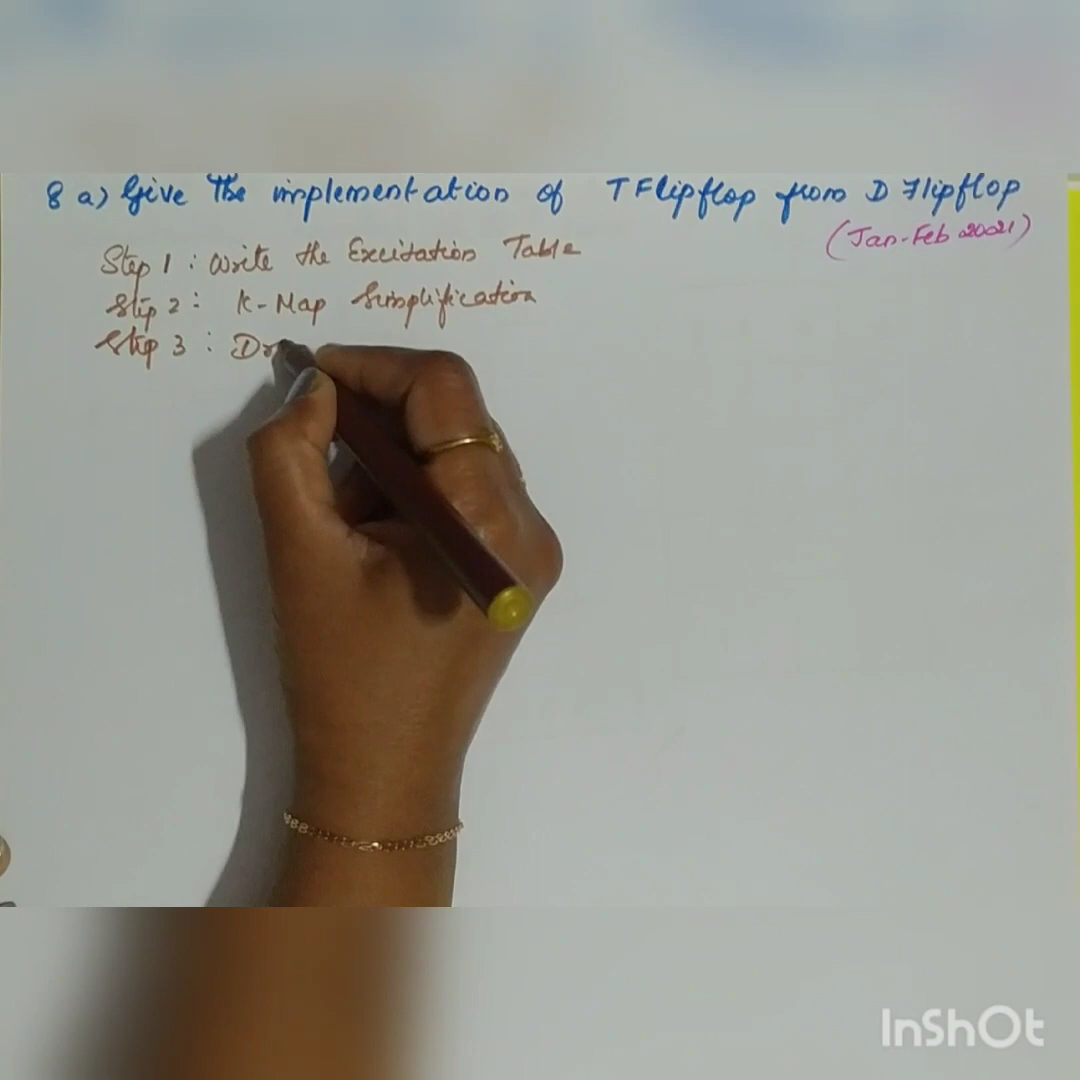 8 a) Give the implementation of T Flipflop from D Flipflop
(Jan-Feb 2021)
Step 1 : Write the Excitation Table
Step 2 : K-Map Simplification
Step 3 : Dr
InShOt